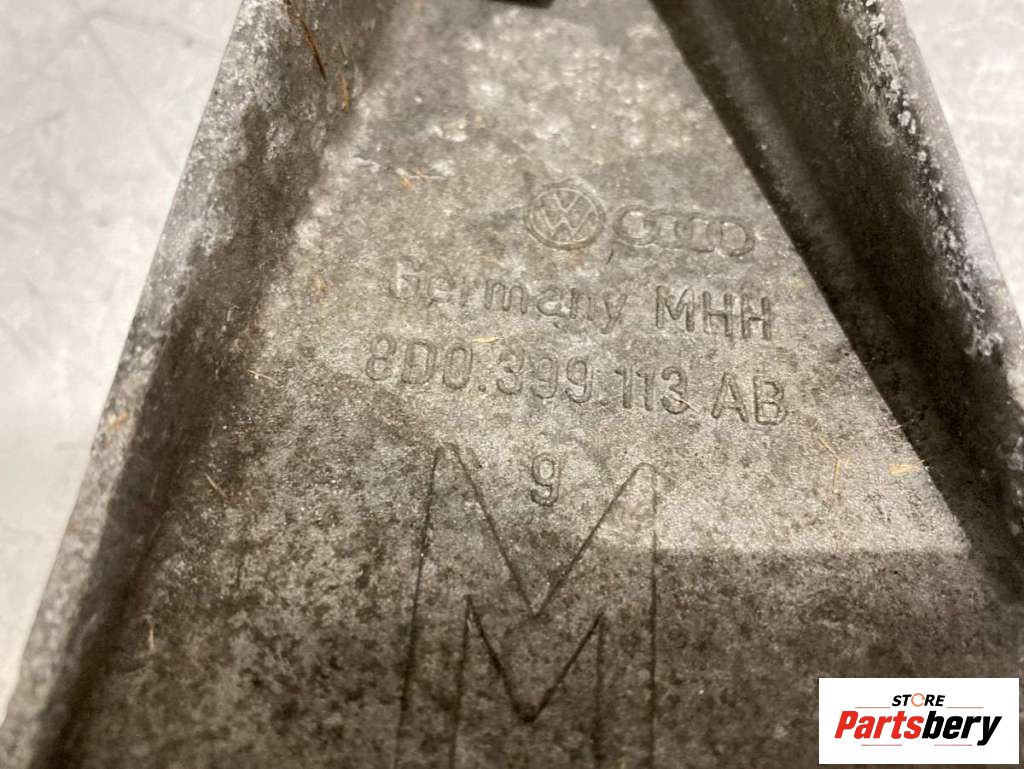 Germany MHH
8D0.399.113 AB
9
M
STORE
Partsbery